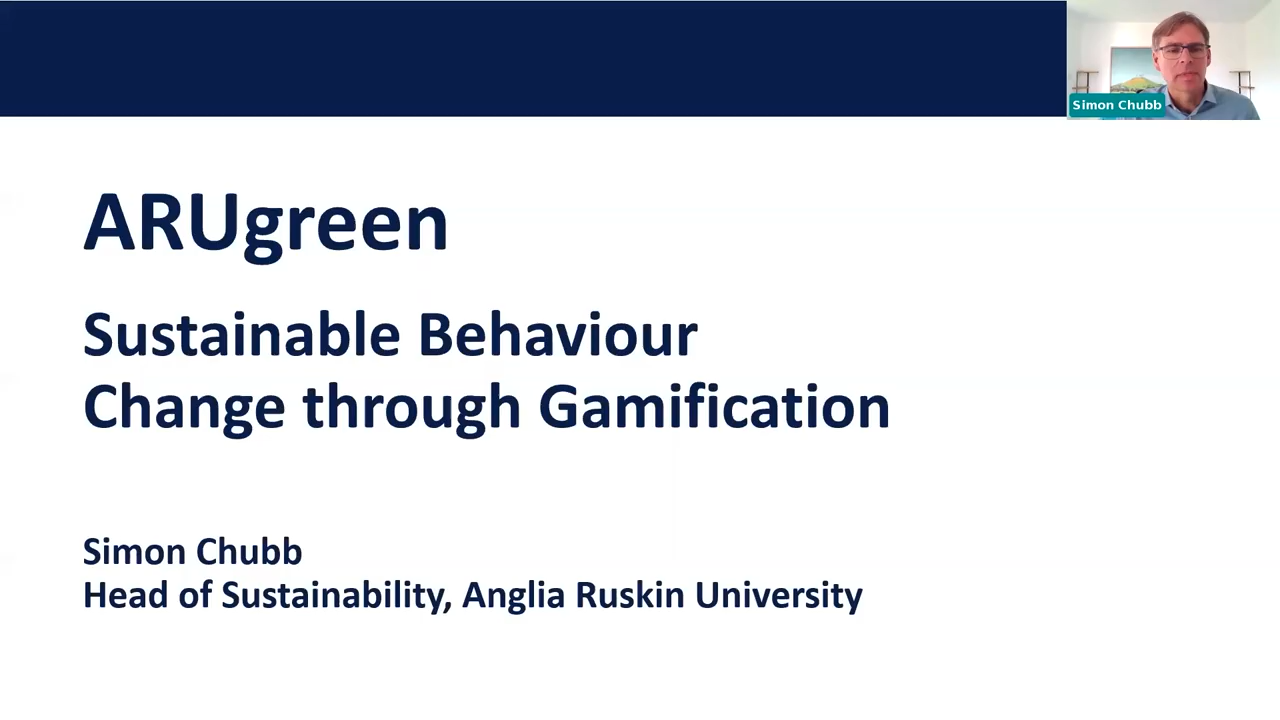 Simon Chubb
ARUgreen
Sustainable Behaviour
Change through Gamification
Simon Chubb
Head of Sustainability, Anglia Ruskin University